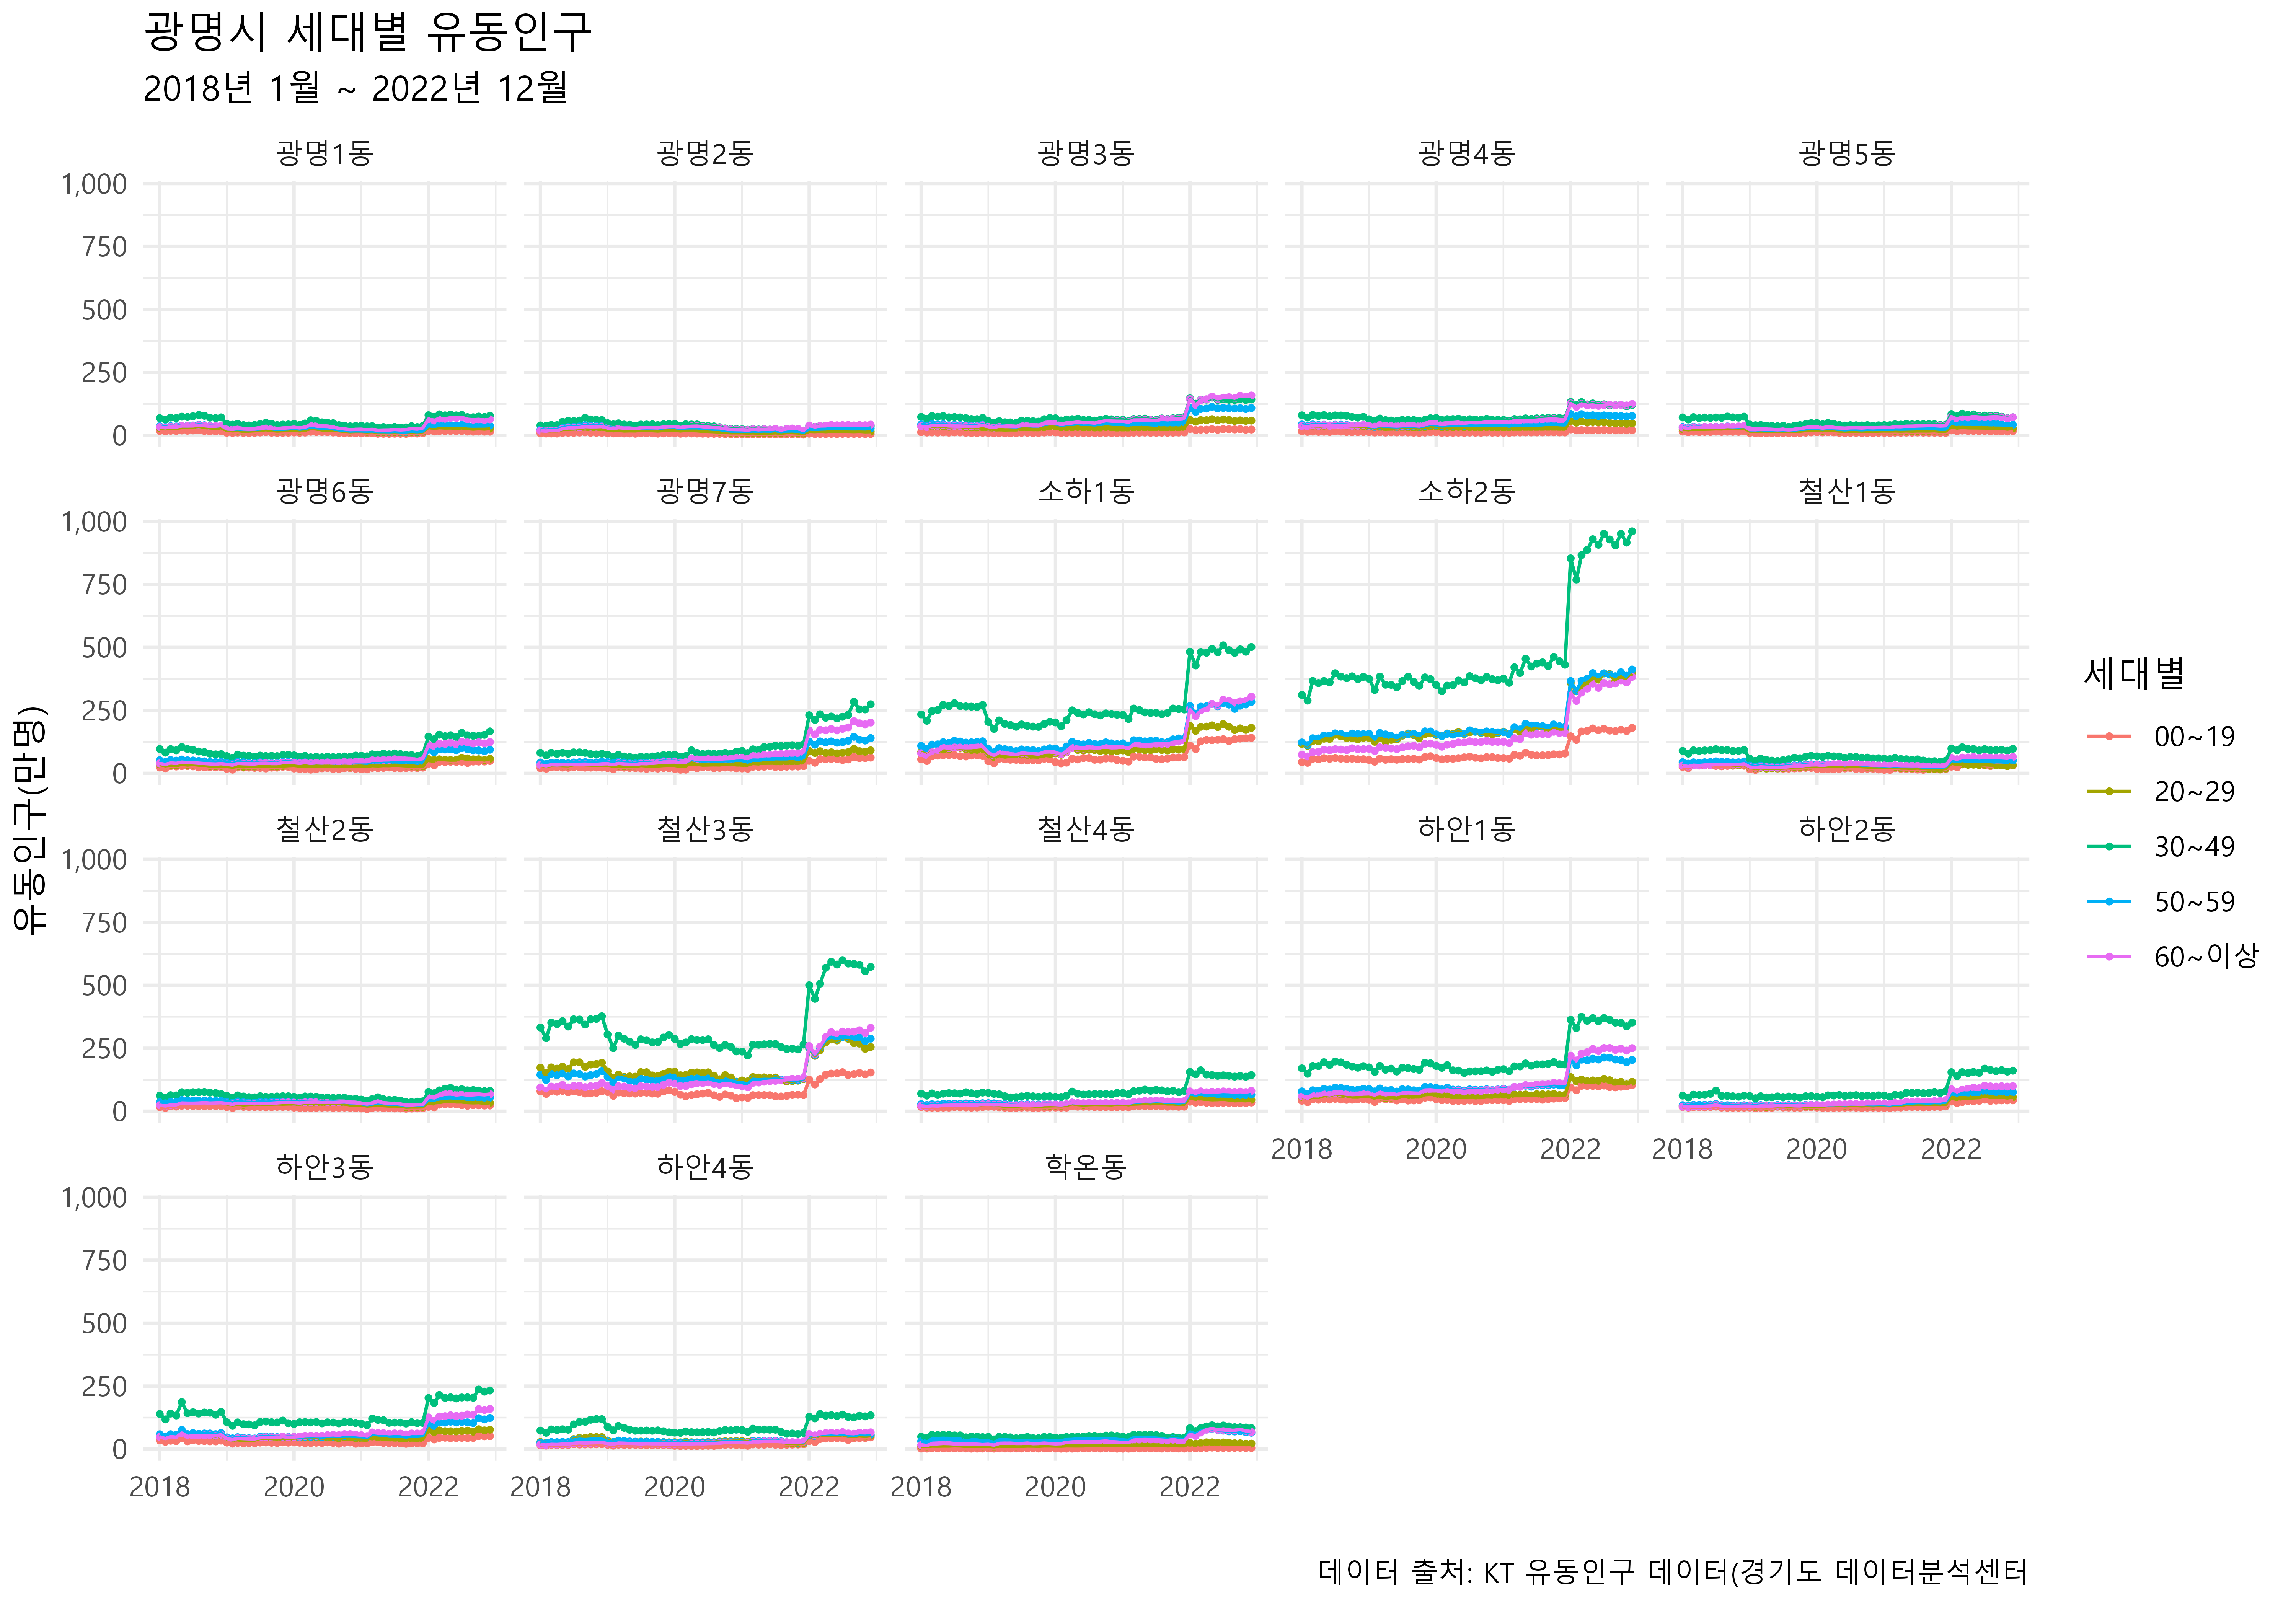 광명시 세대별 유동인구
2018년 1월 ~ 2022년 12월
광명1동 광명2동 광명3동 광명4동 광명5동
1,000
750
500
250
0
광명6동 광명7동 소하1동 소하2동 철산1동
1,000
750
500
250
0
철산2동 철산3동 철산4동 하안1동 하안2동
1,000
750
500
250
0
2018 2020 2022 2018 2020 2022
하안3동 하안4동 학온동
1,000
750
500
250
0
2018 2020 2022 2018 2020 2022 2018 2020 2022
유동인구(만명)
세대별
00~19
20~29
30~49
50~59
60~이상
데이터 출처: KT 유동인구 데이터(경기도 데이터분석센터